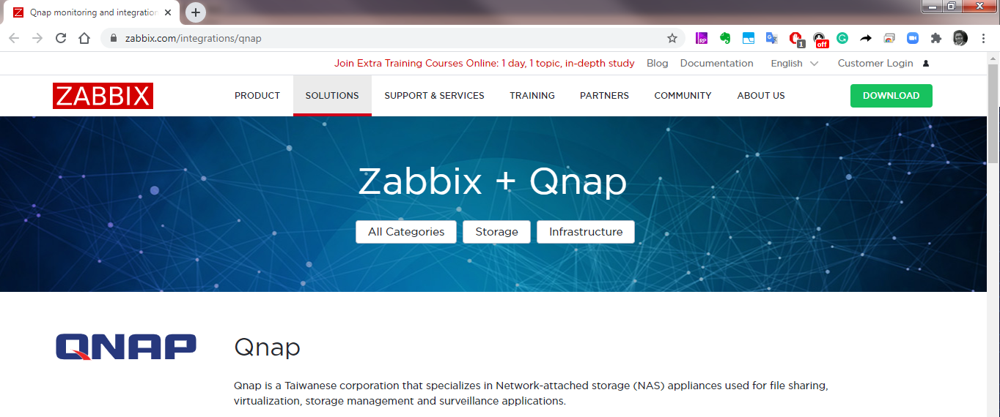 Qnap monitoring and integration
zabbix.com/integrations/qnap
RP
1
off
Join Extra Training Courses Online: 1 day, 1 topic, in-depth study
Blog
Documentation
English
Customer Login
ZABBIX
PRODUCT
SOLUTIONS
SUPPORT & SERVICES
TRAINING
PARTNERS
COMMUNITY
ABOUT US
DOWNLOAD
Zabbix + Qnap
All Categories
Storage
Infrastructure
QNAP
Qnap
Qnap is a Taiwanese corporation that specializes in Network-attached storage (NAS) appliances used for file sharing,
virtualization, storage management and surveillance applications.